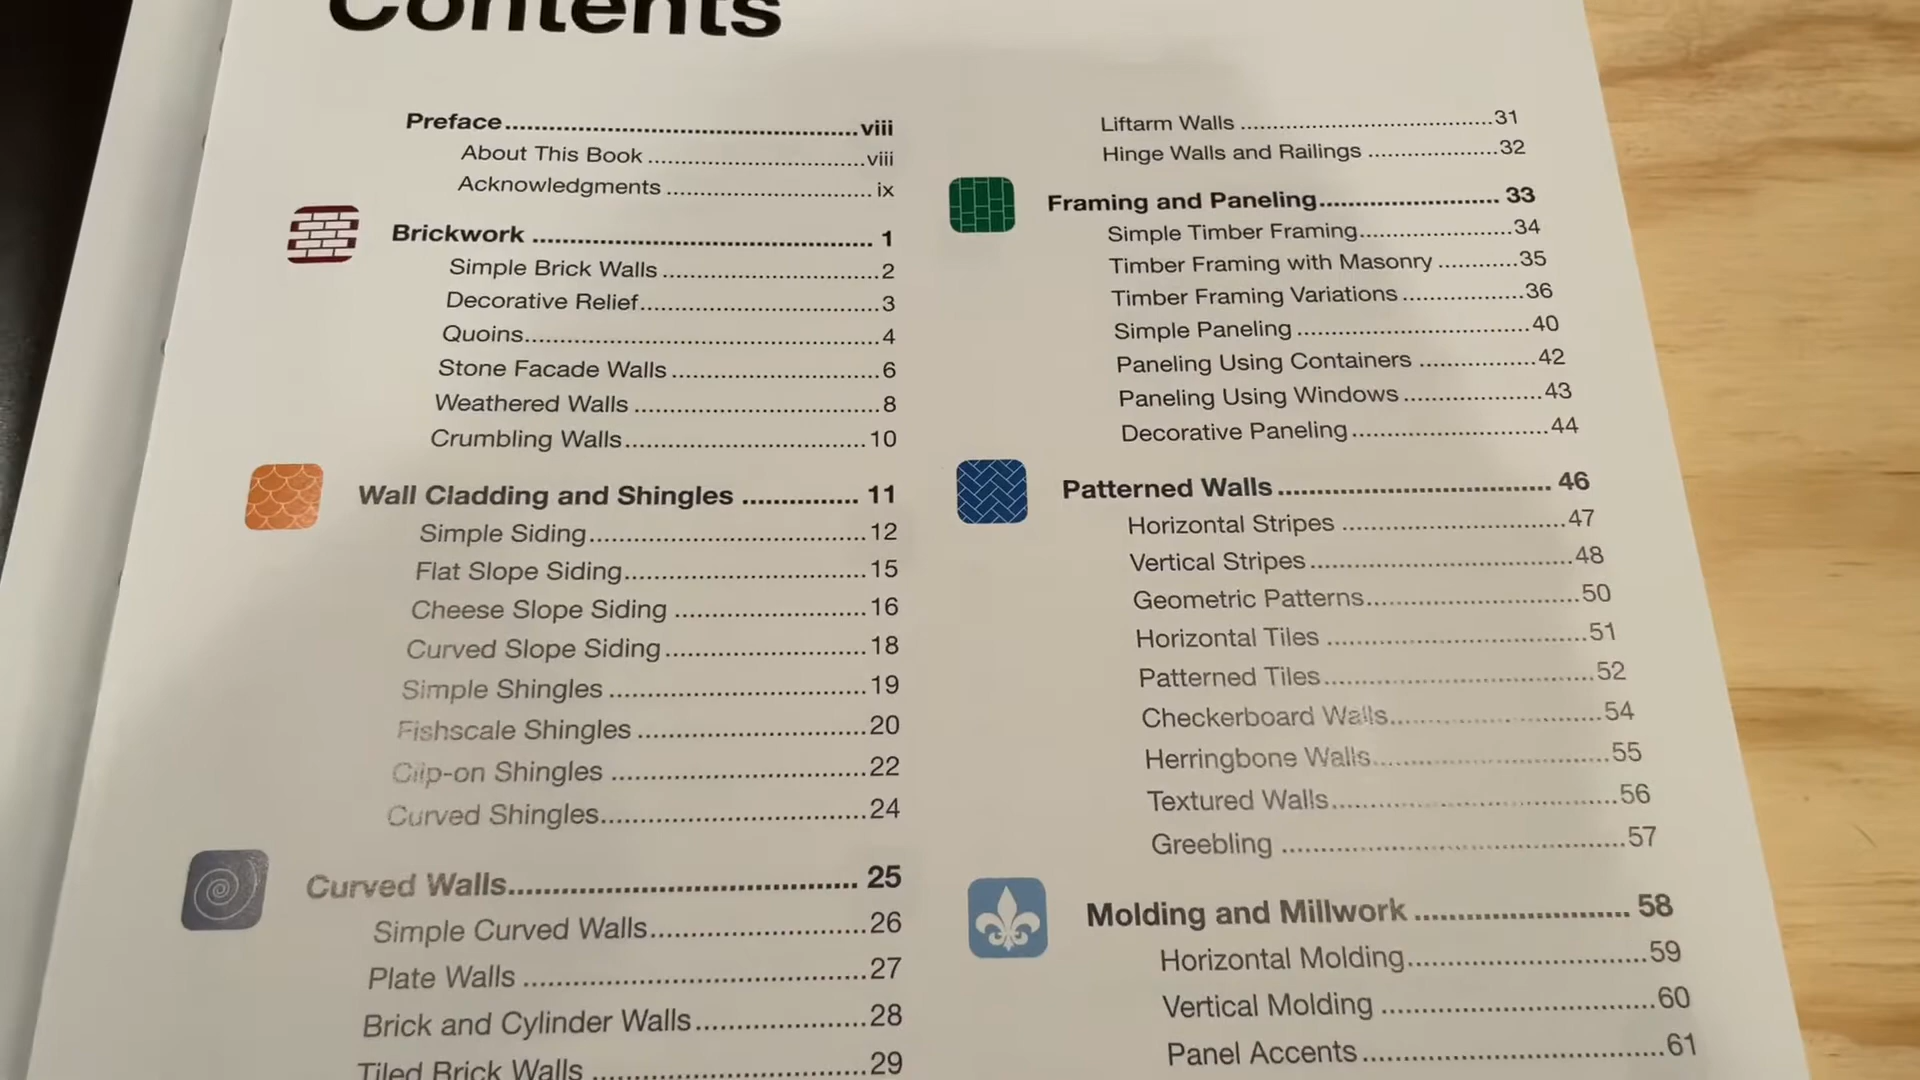 Contents
Preface.....viii
About This Book.....viii
Acknowledgments.....ix
Brickwork.....1
Simple Brick Walls.....2
Decorative Relief.....3
Quoins.....4
Stone Facade Walls.....6
Weathered Walls.....8
Crumbling Walls.....10
Wall Cladding and Shingles.....11
Simple Siding.....12
Flat Slope Siding.....15
Cheese Slope Siding.....16
Curved Slope Siding.....18
Simple Shingles.....19
Fishscale Shingles.....20
Clip-on Shingles.....22
Curved Shingles.....24
Curved Walls.....25
Simple Curved Walls.....26
Plate Walls.....27
Brick and Cylinder Walls.....28
Tiled Brick Walls.....29
Liftarm Walls.....31
Hinge Walls and Railings.....32
Framing and Paneling.....33
Simple Timber Framing.....34
Timber Framing with Masonry.....35
Timber Framing Variations.....36
Simple Paneling.....40
Paneling Using Containers.....42
Paneling Using Windows.....43
Decorative Paneling.....44
Patterned Walls.....46
Horizontal Stripes.....47
Vertical Stripes.....48
Geometric Patterns.....50
Horizontal Tiles.....51
Patterned Tiles.....52
Checkerboard Walls.....54
Herringbone Walls.....55
Textured Walls.....56
Greebling.....57
Molding and Millwork.....58
Horizontal Molding.....59
Vertical Molding.....60
Panel Accents.....61